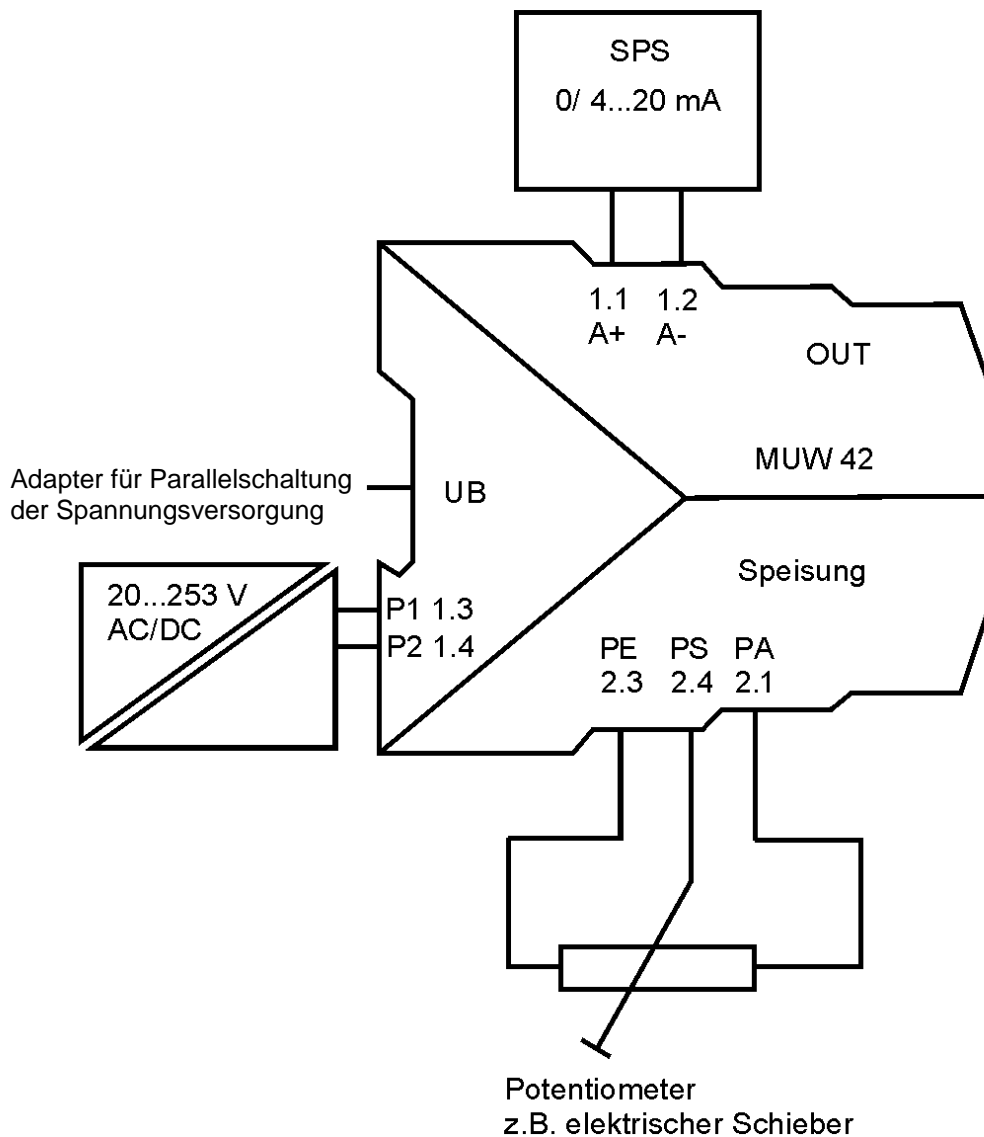 SPS
0/ 4...20 mA
1.1 1.2
A+ A-
OUT
MUW 42
Adapter für Parallelschaltung
der Spannungsversorgung
UB
Speisung
20...253 V
AC/DC
P1 1.3
P2 1.4
PE PS PA
2.3 2.4 2.1
Potentiometer
z.B. elektrischer Schieber